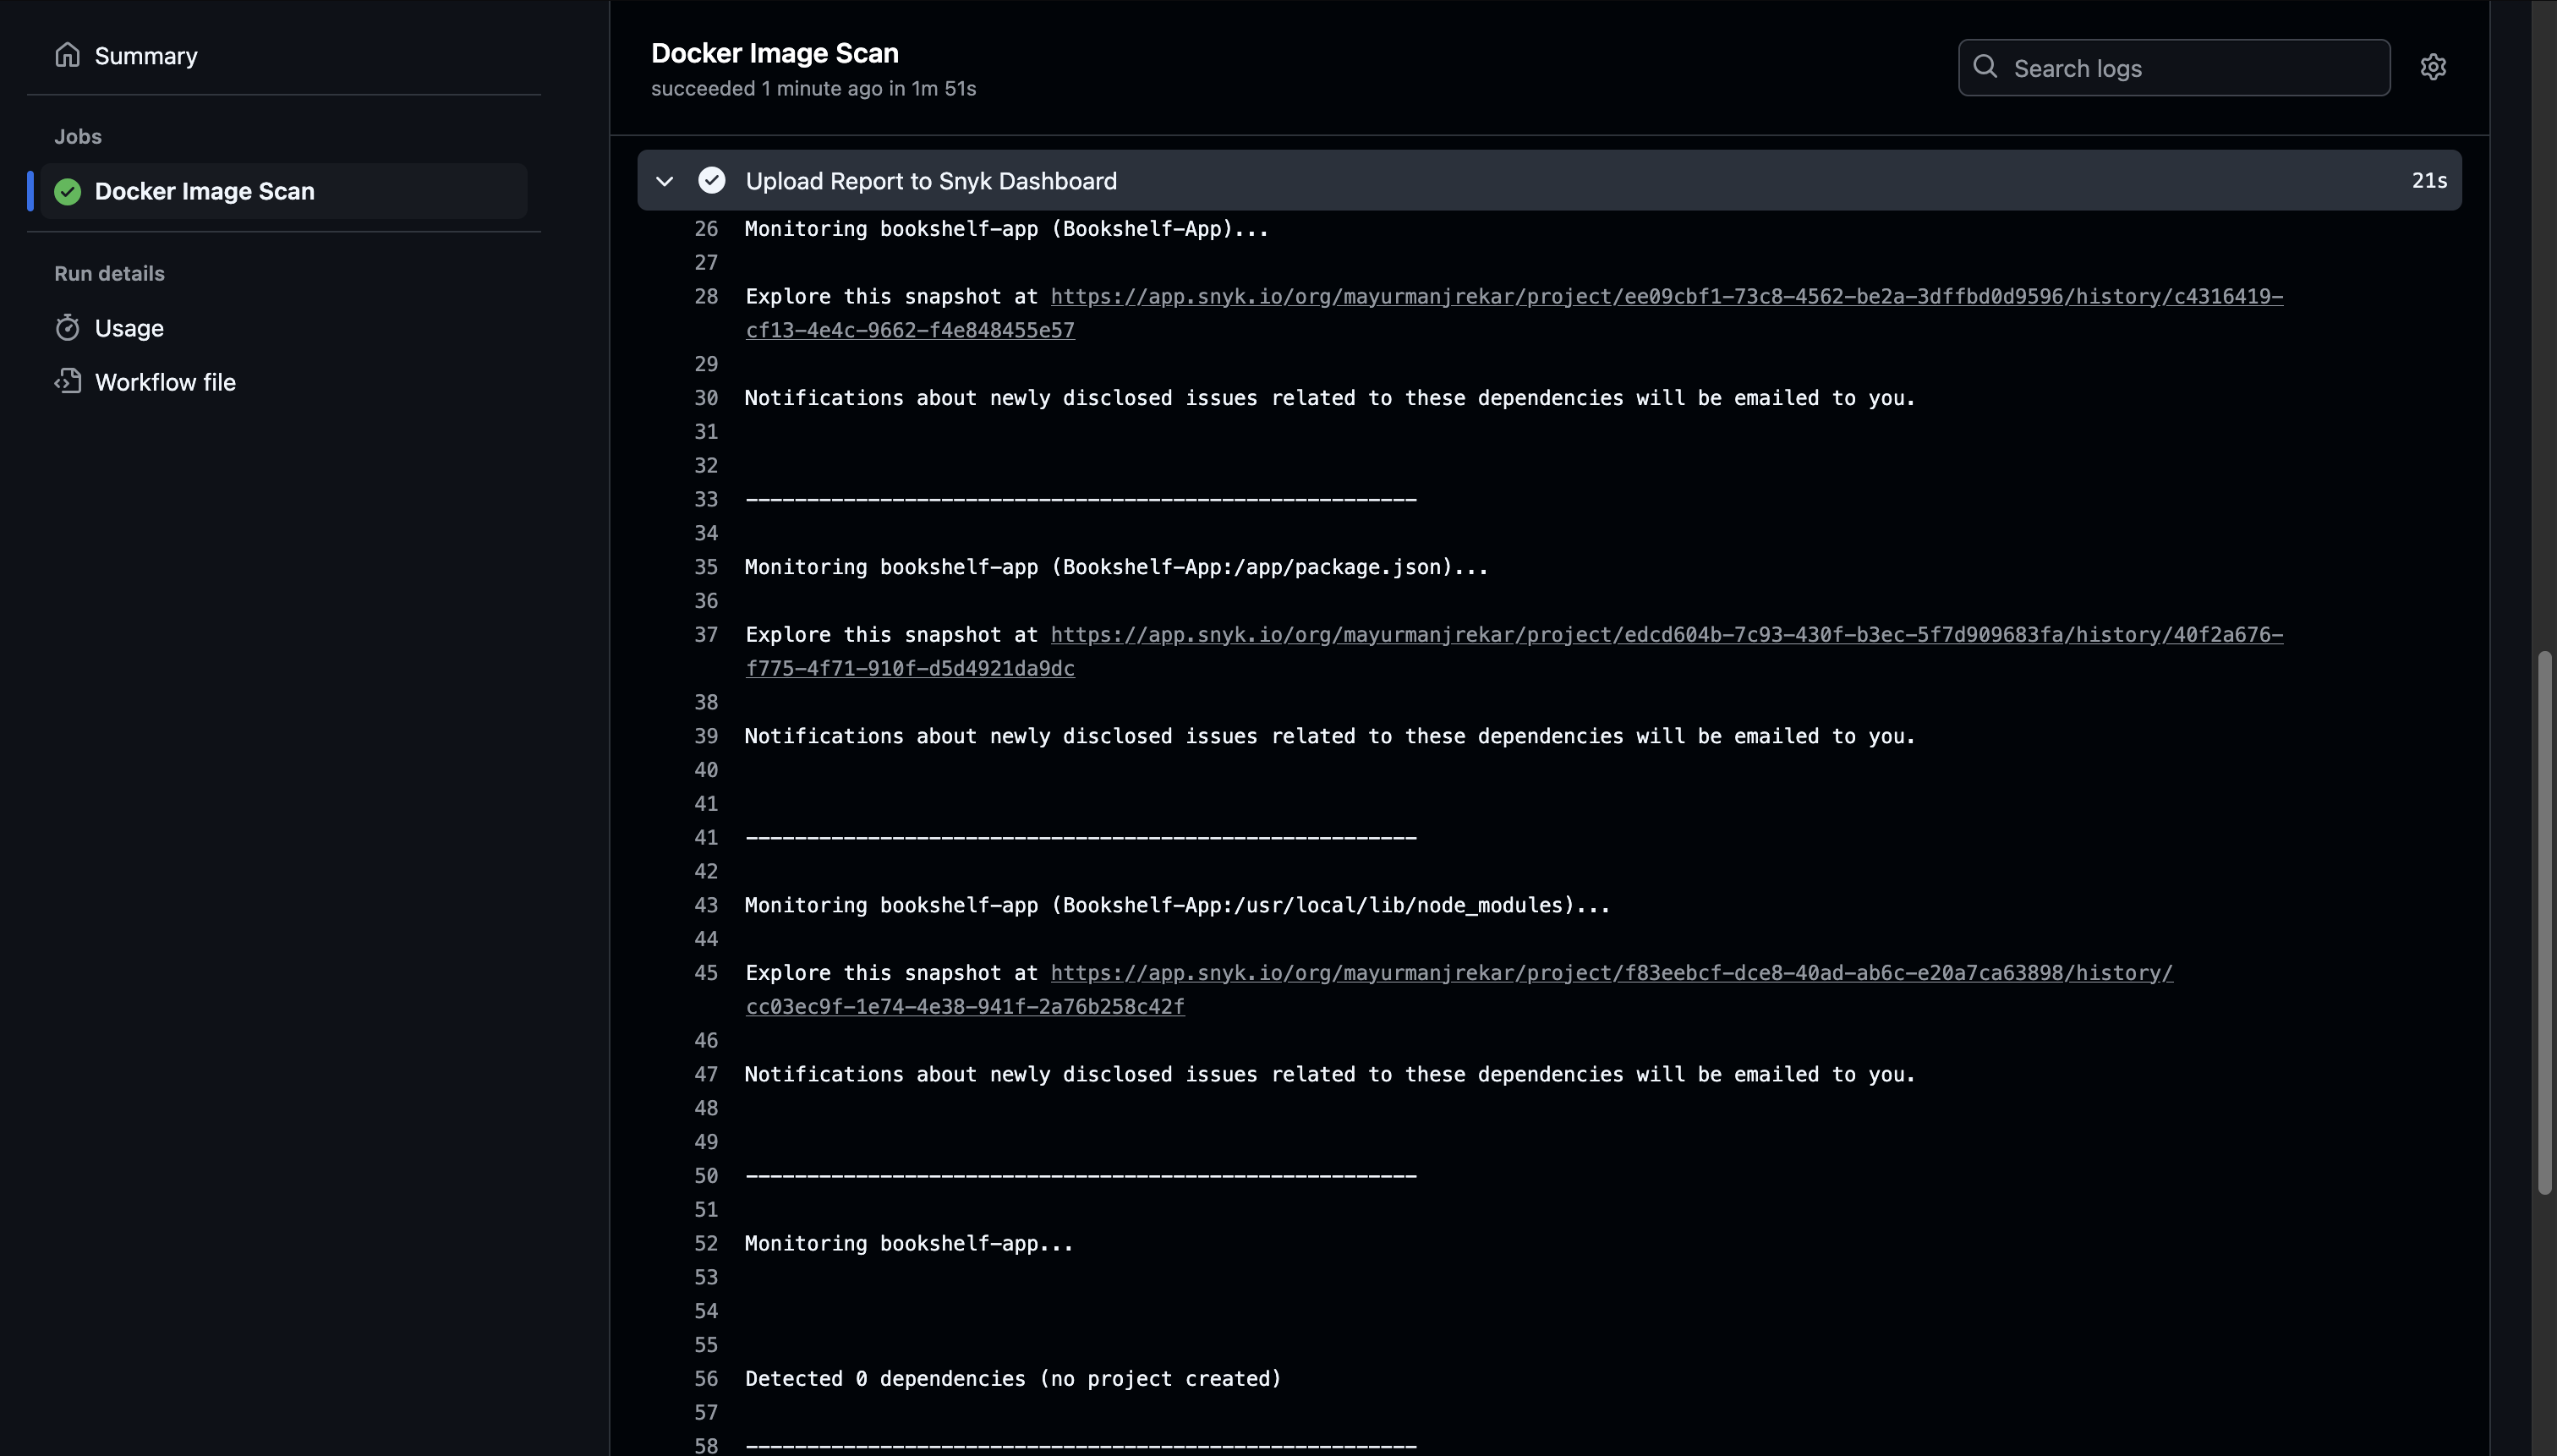 Summary
Jobs
Docker Image Scan
Run details
Usage
Workflow file
Docker Image Scan
succeeded 1 minute ago in 1m 51s
Search logs
Upload Report to Snyk Dashboard 21s
26 Monitoring bookshelf-app (Bookshelf-App)...
27
28 Explore this snapshot at https://app.snyk.io/org/mayurmanjrekar/project/ee09cbf1-73c8-4562-be2a-3dffbd0d9596/history/c4316419-
cf13-4e4c-9662-f4e848455e57
29
30 Notifications about newly disclosed issues related to these dependencies will be emailed to you.
31
32
33 -------------------------------------------------------
34
35 Monitoring bookshelf-app (Bookshelf-App:/app/package.json)...
36
37 Explore this snapshot at https://app.snyk.io/org/mayurmanjrekar/project/edcd604b-7c93-430f-b3ec-5f7d909683fa/history/40f2a676-
f775-4f71-910f-d5d4921da9dc
38
39 Notifications about newly disclosed issues related to these dependencies will be emailed to you.
40
41
41 -------------------------------------------------------
42
43 Monitoring bookshelf-app (Bookshelf-App:/usr/local/lib/node_modules)...
44
45 Explore this snapshot at https://app.snyk.io/org/mayurmanjrekar/project/f83eebcf-dce8-40ad-ab6c-e20a7ca63898/history/
cc03ec9f-1e74-4e38-941f-2a76b258c42f
46
47 Notifications about newly disclosed issues related to these dependencies will be emailed to you.
48
49
50 -------------------------------------------------------
51
52 Monitoring bookshelf-app...
53
54
55
56 Detected 0 dependencies (no project created)
57
58 -------------------------------------------------------